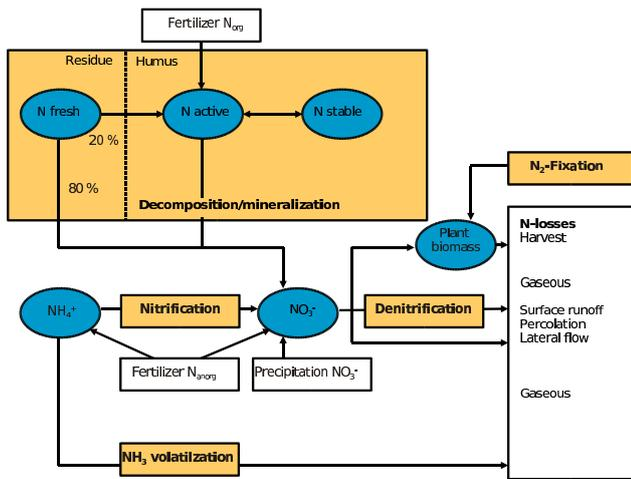 Fertilizer Norg
Residue
Humus
N fresh
N active
N stable
20 %
80 %
Decomposition/mineralization
N₂-Fixation
Plant
biomass
N-losses
Harvest
Gaseous
Surface runoff
Percolation
Lateral flow
Gaseous
NH₄⁺
Nitrification
NO₃⁻
Denitrification
Fertilizer Nanorg
Precipitation NO₃⁻
NH₃ volatilzation